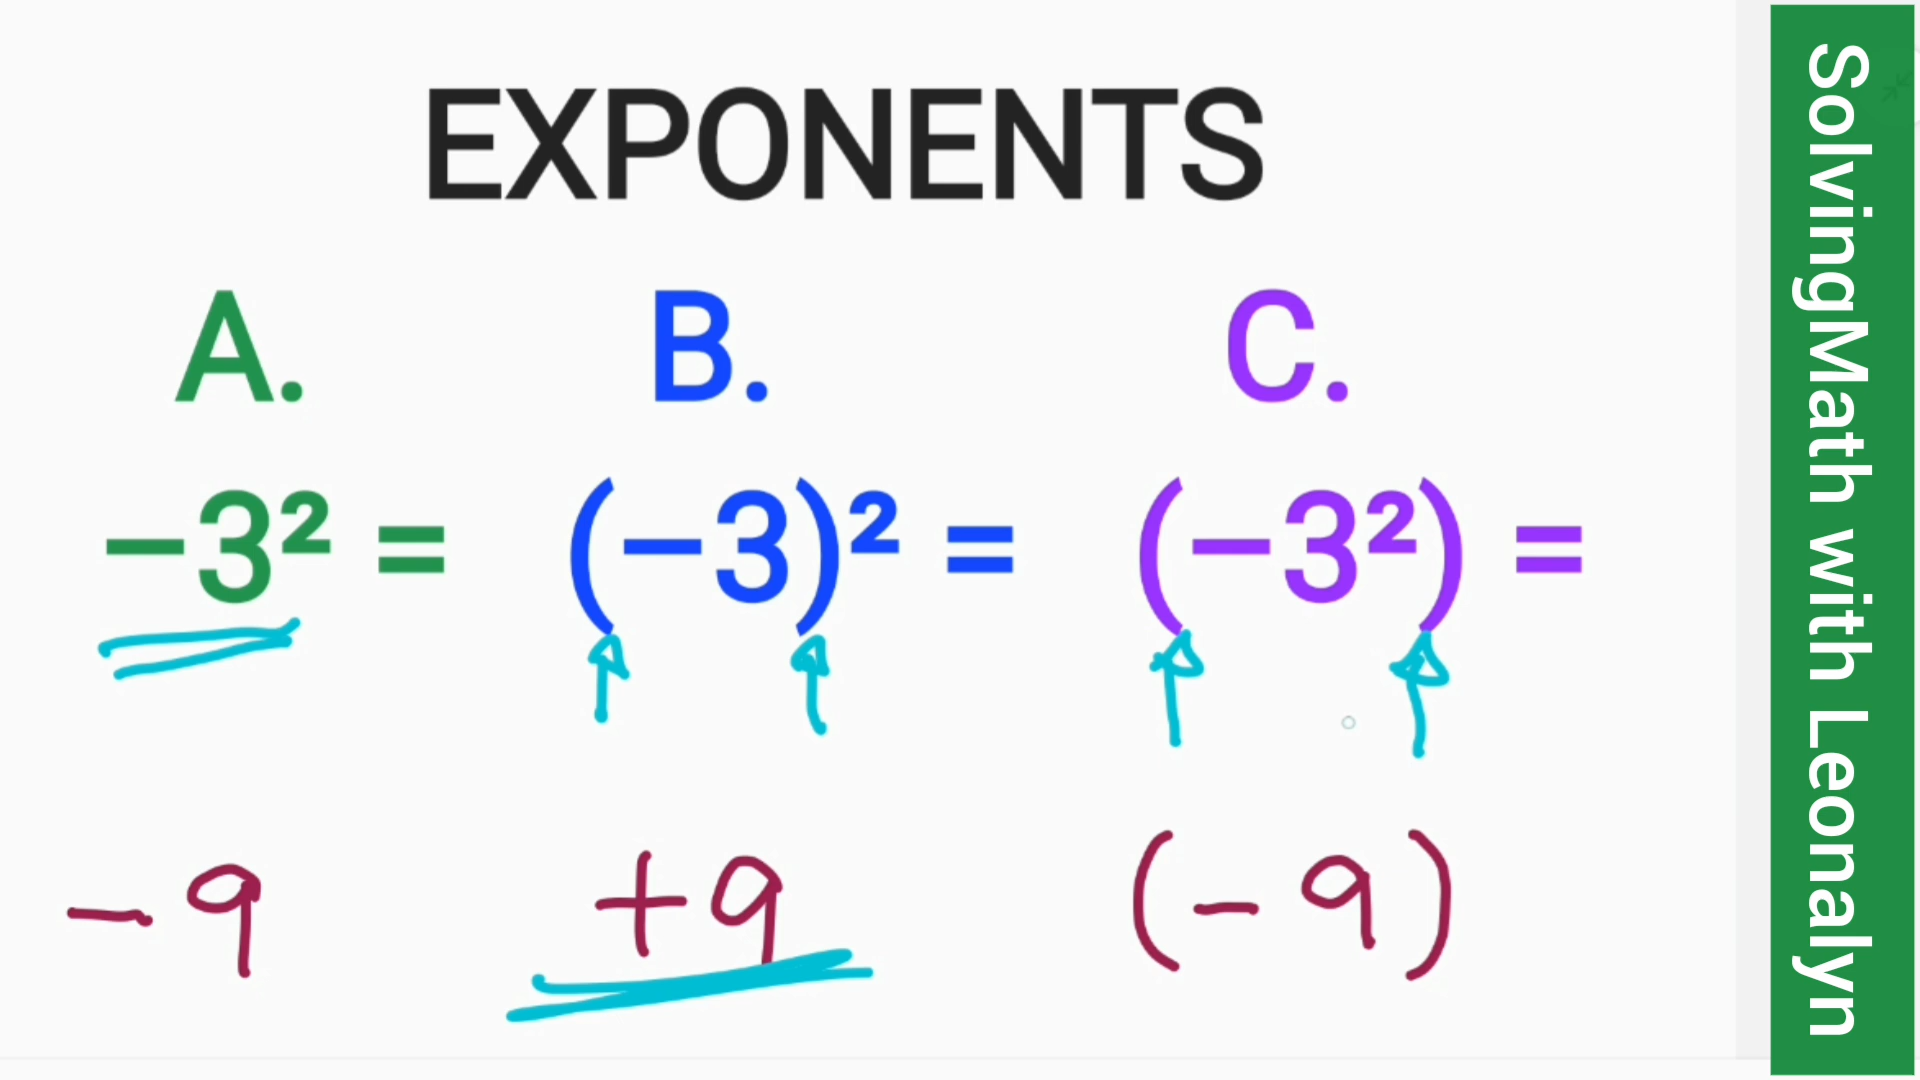 EXPONENTS
A. B. C.
−3² = (−3)² = (−3²) =
−9 +9 (−9)
SolvingMath with Leonalyn